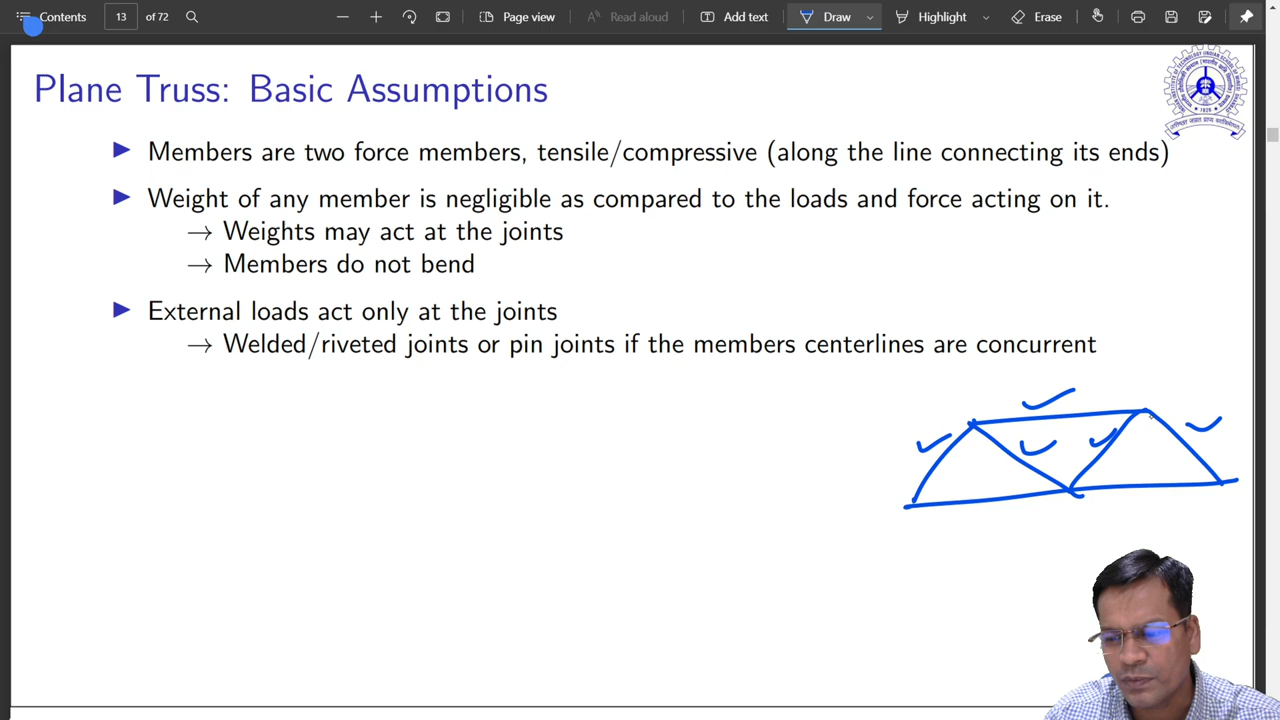 Contents 13 of 72 Page view Read aloud Add text Draw Highlight Erase
Plane Truss: Basic Assumptions
▶ Members are two force members, tensile/compressive (along the line connecting its ends)
▶ Weight of any member is negligible as compared to the loads and force acting on it.
→ Weights may act at the joints
→ Members do not bend
▶ External loads act only at the joints
→ Welded/riveted joints or pin joints if the members centerlines are concurrent